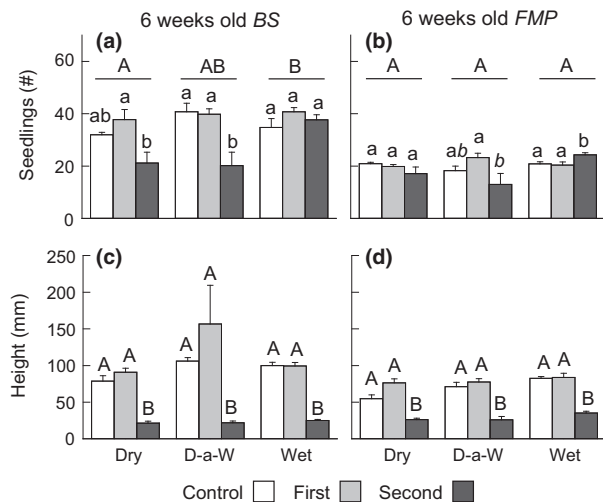 6 weeks old BS 6 weeks old FMP
(a) (b)
A AB B A A A
Seedlings (#)
60
40
20
0
ab a b a a b a a a a a a ab a b a a b
(c) (d)
Height (mm)
250
200
150
100
50
0
A A B A A B A A B A A B A A B A A B
Dry D-a-W Wet Dry D-a-W Wet
Control First Second